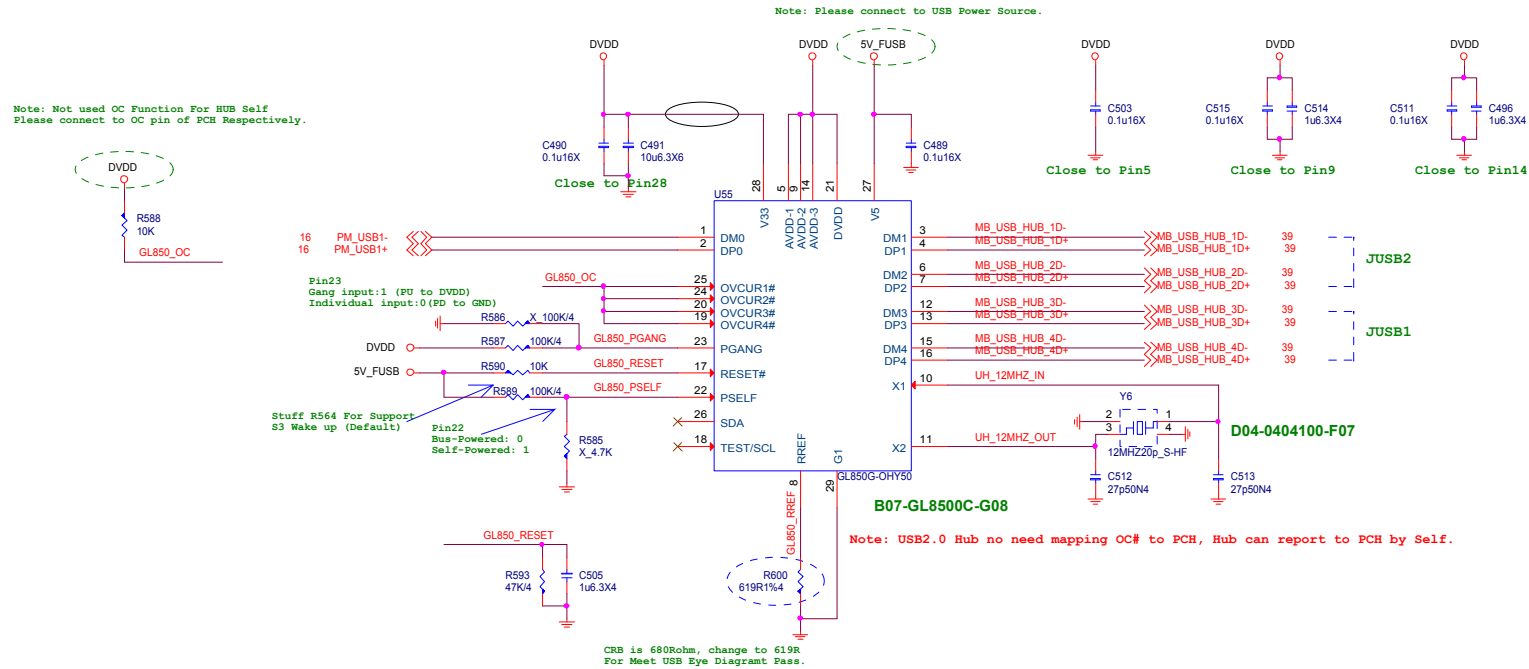 Note: Please connect to USB Power Source.
DVDD
DVDD
5V_FUSB
DVDD
DVDD
DVDD
Note: Not used OC Function For HUB Self
Please connect to OC pin of PCH Respectively.
C490
0.1u16X
C491
10u6.3X6
Close to Pin28
C489
0.1u16X
C503
0.1u16X
Close to Pin5
C515
0.1u16X
C514
1u6.3X4
Close to Pin9
C511
0.1u16X
C496
1u6.3X4
Close to Pin14
DVDD
R588
10K
GL850_OC
U55
28
5
9
14
21
27
V33
AVDD-1
AVDD-2
AVDD-3
DVDD
V5
16 PM_USB1-
1
DM0
16 PM_USB1+
2
DP0
DM1
3
MB_USB_HUB_1D-
MB_USB_HUB_1D-
39
DP1
4
MB_USB_HUB_1D+
MB_USB_HUB_1D+
39
DM2
6
MB_USB_HUB_2D-
MB_USB_HUB_2D-
39
DP2
7
MB_USB_HUB_2D+
MB_USB_HUB_2D+
39
JUSB2
DM3
12
MB_USB_HUB_3D-
MB_USB_HUB_3D-
39
DP3
13
MB_USB_HUB_3D+
MB_USB_HUB_3D+
39
DM4
15
MB_USB_HUB_4D-
MB_USB_HUB_4D-
39
DP4
16
MB_USB_HUB_4D+
MB_USB_HUB_4D+
39
JUSB1
Pin23
Gang input:1 (PU to DVDD)
Individual input:0(PD to GND)
GL850_OC
25
OVCUR1#
24
OVCUR2#
20
OVCUR3#
19
OVCUR4#
R586
X_100K/4
DVDD
R587
100K/4
GL850_PGANG
23
PGANG
5V_FUSB
R590
10K
GL850_RESET
17
RESET#
R589
100K/4
GL850_PSELF
22
PSELF
26
SDA
18
TEST/SCL
Stuff R564 For Support
S3 Wake up (Default)
Pin22
Bus-Powered: 0
Self-Powered: 1
R585
X_4.7K
X1
10
UH_12MHZ_IN
X2
11
UH_12MHZ_OUT
Y6
2
1
3
4
12MHZ20p_S-HF
D04-0404100-F07
C512
27p50N4
C513
27p50N4
RREF
G1
8
29
GL850G-OHY50
B07-GL8500C-G08
GL850_RREF
Note: USB2.0 Hub no need mapping OC# to PCH, Hub can report to PCH by Self.
GL850_RESET
R593
47K/4
C505
1u6.3X4
R600
619R1%4
CRB is 680Rohm, change to 619R
For Meet USB Eye Diagramt Pass.